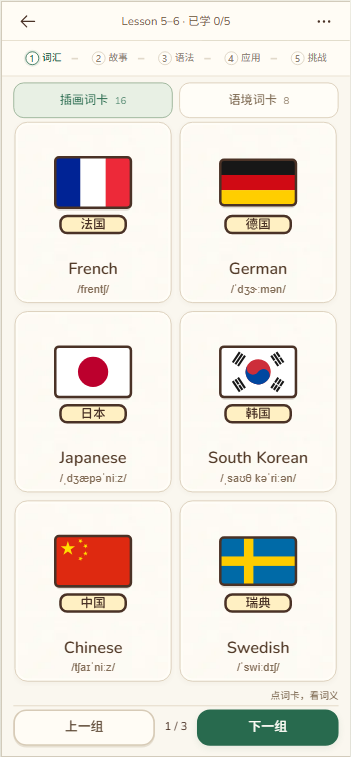 Lesson 5–6 · 已学 0/5
1 词汇 – 2 故事 – 3 语法 – 4 应用 – 5 挑战
插画词卡 16 语境词卡 8
法国 德国
French German
/frentʃ/ /ˈdʒɝːmən/
日本 韩国
Japanese South Korean
/ˌdʒæpəˈniːz/ /ˌsaʊθ kəˈriːən/
中国 瑞典
Chinese Swedish
/tʃaɪˈniːz/ /ˈswiːdɪʃ/
点词卡，看词义
上一组 1 / 3 下一组